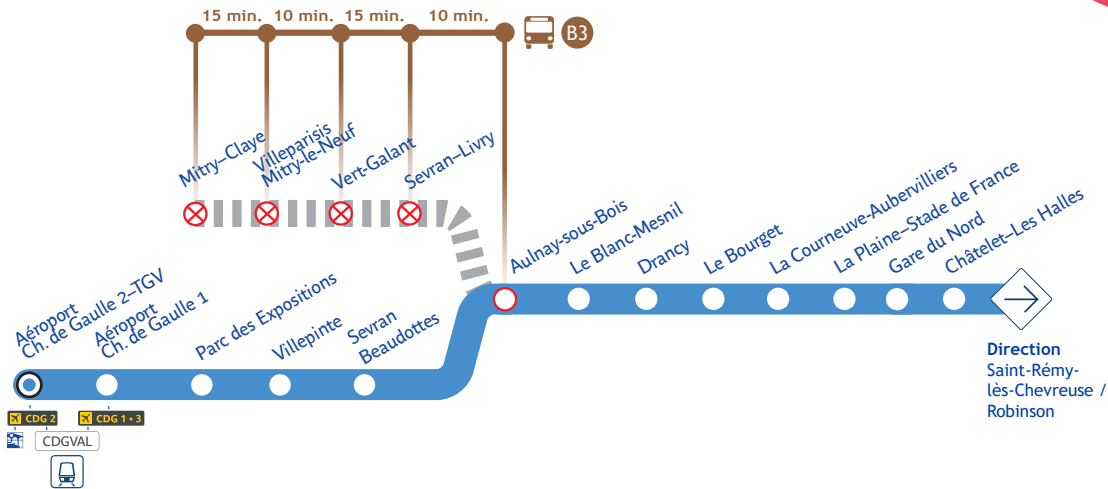 15 min.
10 min.
15 min.
10 min.
B3
Mitry–Claye
Villeparisis
Mitry-le-Neuf
Vert-Galant
Sevran–Livry
Aulnay-sous-Bois
Le Blanc-Mesnil
Drancy
Le Bourget
La Courneuve-Aubervilliers
La Plaine–Stade de France
Gare du Nord
Châtelet–Les Halles
Aéroport
Ch. de Gaulle 2–TGV
Aéroport
Ch. de Gaulle 1
Parc des Expositions
Villepinte
Sevran
Beaudottes
Direction
Saint-Rémy-
lès-Chevreuse /
Robinson
CDG 2
CDG 1 • 3
CDGVAL